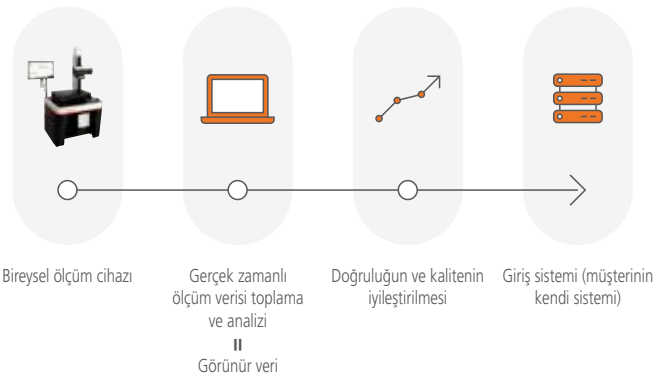 Bireysel ölçüm cihazı
Gerçek zamanlı
ölçüm verisi toplama
ve analizi
=
Görünür veri
Doğruluğun ve kalitenin
iyileştirilmesi
Giriş sistemi (müşterinin
kendi sistemi)